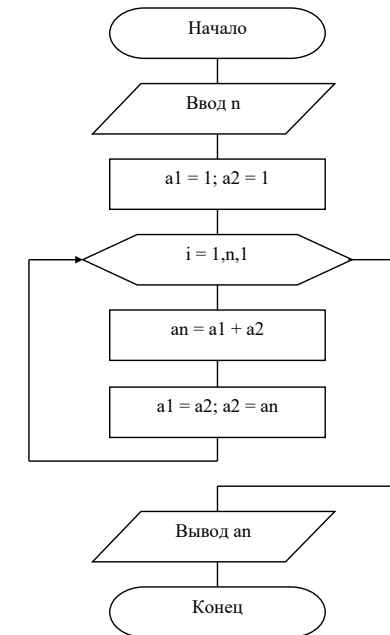 Начало
Ввод n
a1 = 1; a2 = 1
i = 1,n,1
an = a1 + a2
a1 = a2; a2 = an
Вывод an
Конец